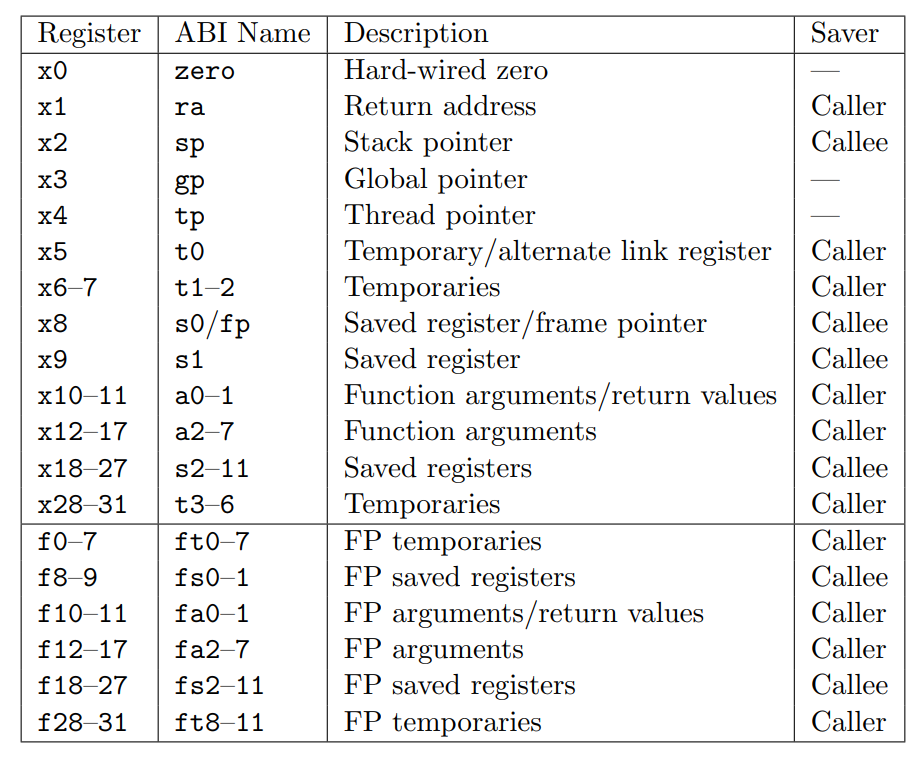 Register ABI Name Description Saver
x0 zero Hard-wired zero —
x1 ra Return address Caller
x2 sp Stack pointer Callee
x3 gp Global pointer —
x4 tp Thread pointer —
x5 t0 Temporary/alternate link register Caller
x6–7 t1–2 Temporaries Caller
x8 s0/fp Saved register/frame pointer Callee
x9 s1 Saved register Callee
x10–11 a0–1 Function arguments/return values Caller
x12–17 a2–7 Function arguments Caller
x18–27 s2–11 Saved registers Callee
x28–31 t3–6 Temporaries Caller
f0–7 ft0–7 FP temporaries Caller
f8–9 fs0–1 FP saved registers Callee
f10–11 fa0–1 FP arguments/return values Caller
f12–17 fa2–7 FP arguments Caller
f18–27 fs2–11 FP saved registers Callee
f28–31 ft8–11 FP temporaries Caller